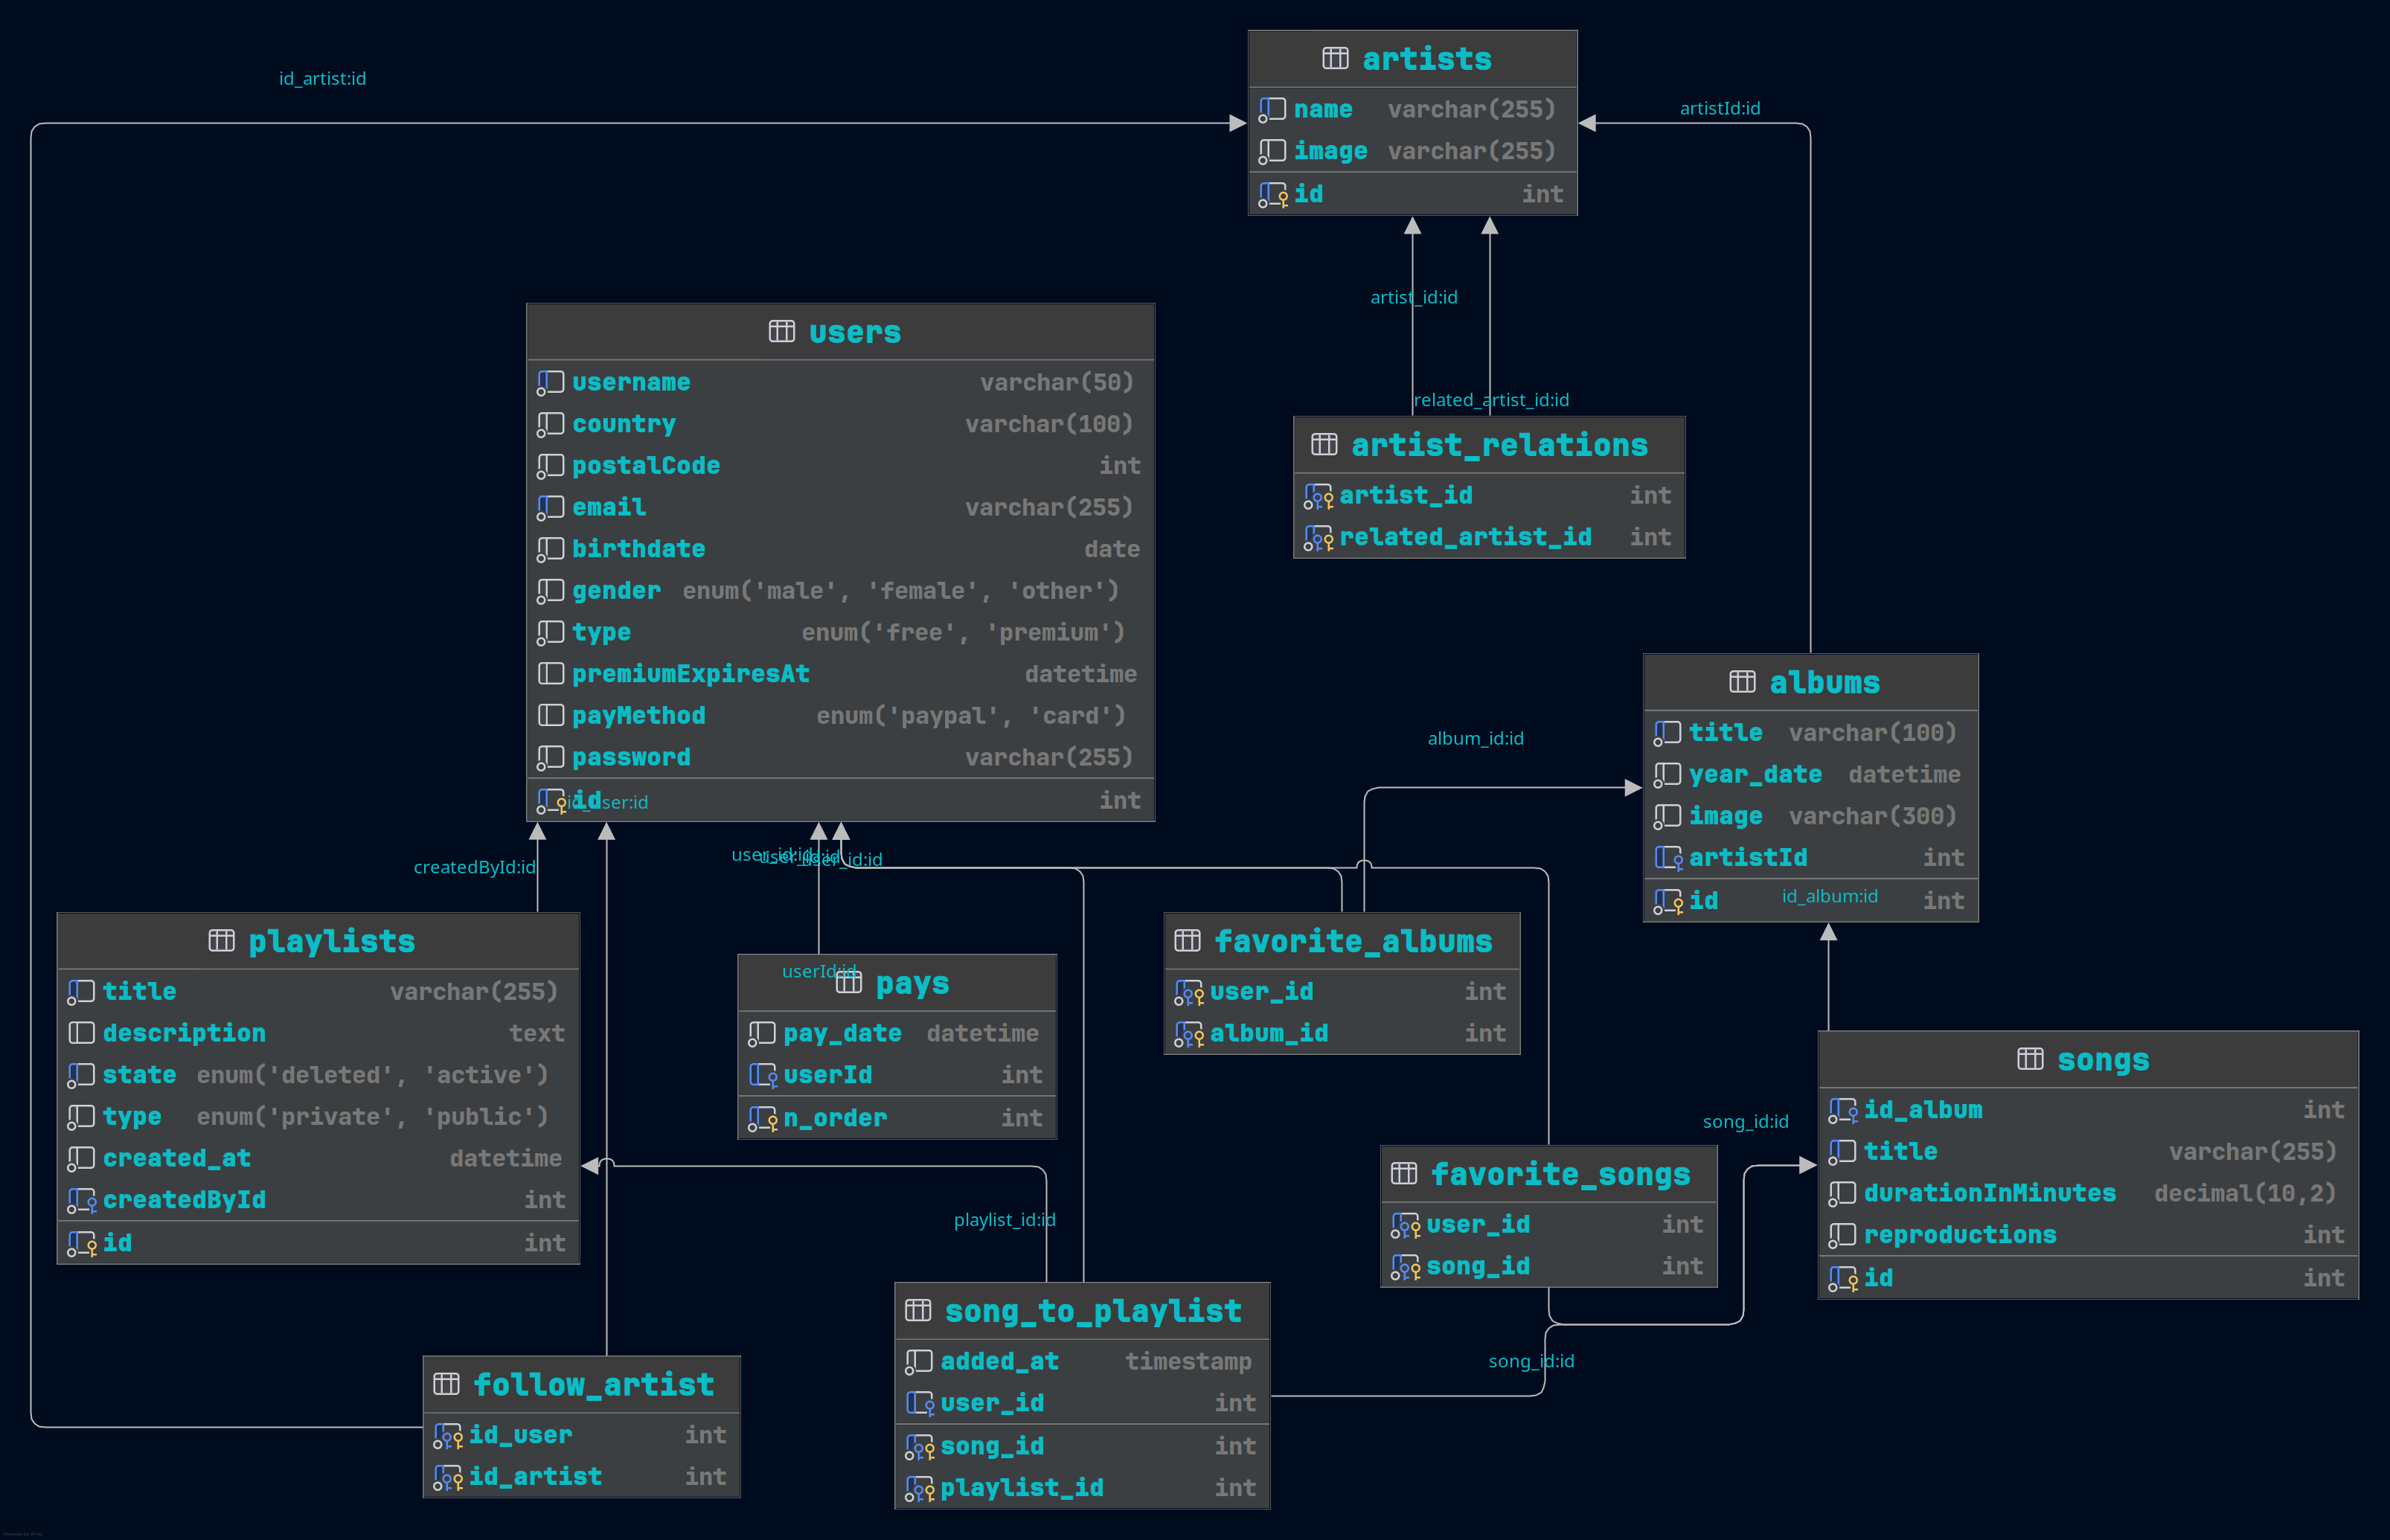 id_artist:id
artists
name varchar(255)
image varchar(255)
id int
artistId:id
artist_id:id
related_artist_id:id
users
username varchar(50)
country varchar(100)
postalCode int
email varchar(255)
birthdate date
gender enum('male', 'female', 'other')
type enum('free', 'premium')
premiumExpiresAt datetime
payMethod enum('paypal', 'card')
password varchar(255)
id int
id_user:id
artist_relations
artist_id int
related_artist_id int
albums
title varchar(100)
year_date datetime
image varchar(300)
artistId int
id int
id_album:id
album_id:id
createdById:id
user_id:id
user_id:id
user_id:id
playlists
title varchar(255)
description text
state enum('deleted', 'active')
type enum('private', 'public')
created_at datetime
createdById int
id int
userId:id
pays
pay_date datetime
userId int
n_order int
favorite_albums
user_id int
album_id int
songs
id_album int
title varchar(255)
durationInMinutes decimal(10,2)
reproductions int
id int
song_id:id
favorite_songs
user_id int
song_id int
playlist_id:id
song_to_playlist
added_at timestamp
user_id int
song_id int
playlist_id int
song_id:id
follow_artist
id_user int
id_artist int